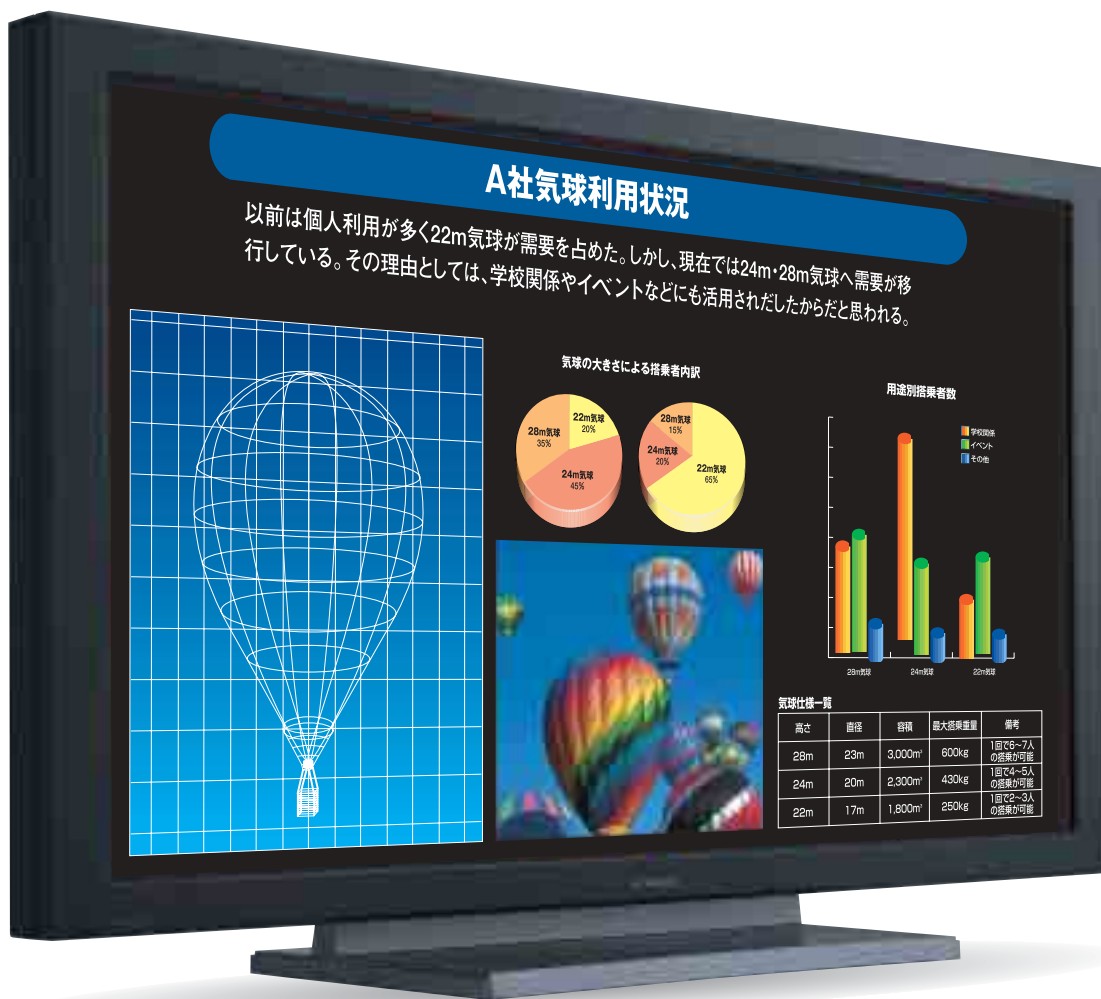 A社気球利用状況
以前は個人利用が多く22m気球が需要を占めた。しかし、現在では24m・28m気球へ需要が移
行している。その理由としては、学校関係やイベントなどにも活用されだしたからだと思われる。
気球の大きさによる搭乗者内訳
22m気球
20%
28m気球
35%
24m気球
45%
28m気球
15%
24m気球
20%
22m気球
65%
用途別搭乗者数
学校関係
イベント
その他
28m気球 24m気球 22m気球
気球仕様一覧
高さ 直径 容積 最大搭乗重量 備考
28m 23m 3,000m³ 600kg 1回で6〜7人
の搭乗が可能
24m 20m 2,300m³ 430kg 1回で4〜5人
の搭乗が可能
22m 17m 1,800m³ 250kg 1回で2〜3人
の搭乗が可能